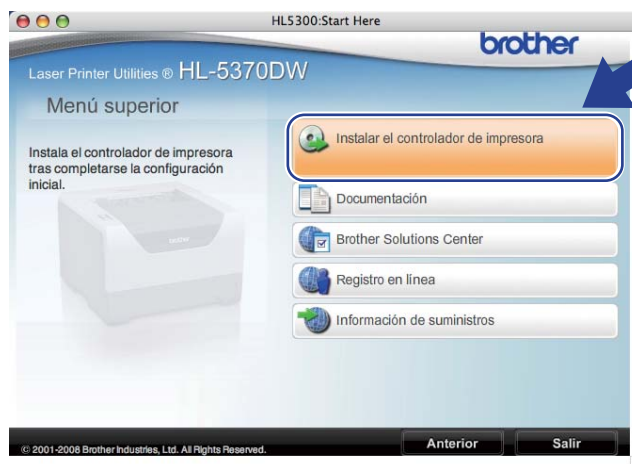 HL5300:Start Here
brother
Laser Printer Utilities ® HL-5370DW
Menú superior
Instala el controlador de impresora
tras completarse la configuración
inicial.
Instalar el controlador de impresora
Documentación
Brother Solutions Center
Registro en línea
Información de suministros
© 2001-2008 Brother Industries, Ltd. All Rights Reserved.
Anterior
Salir